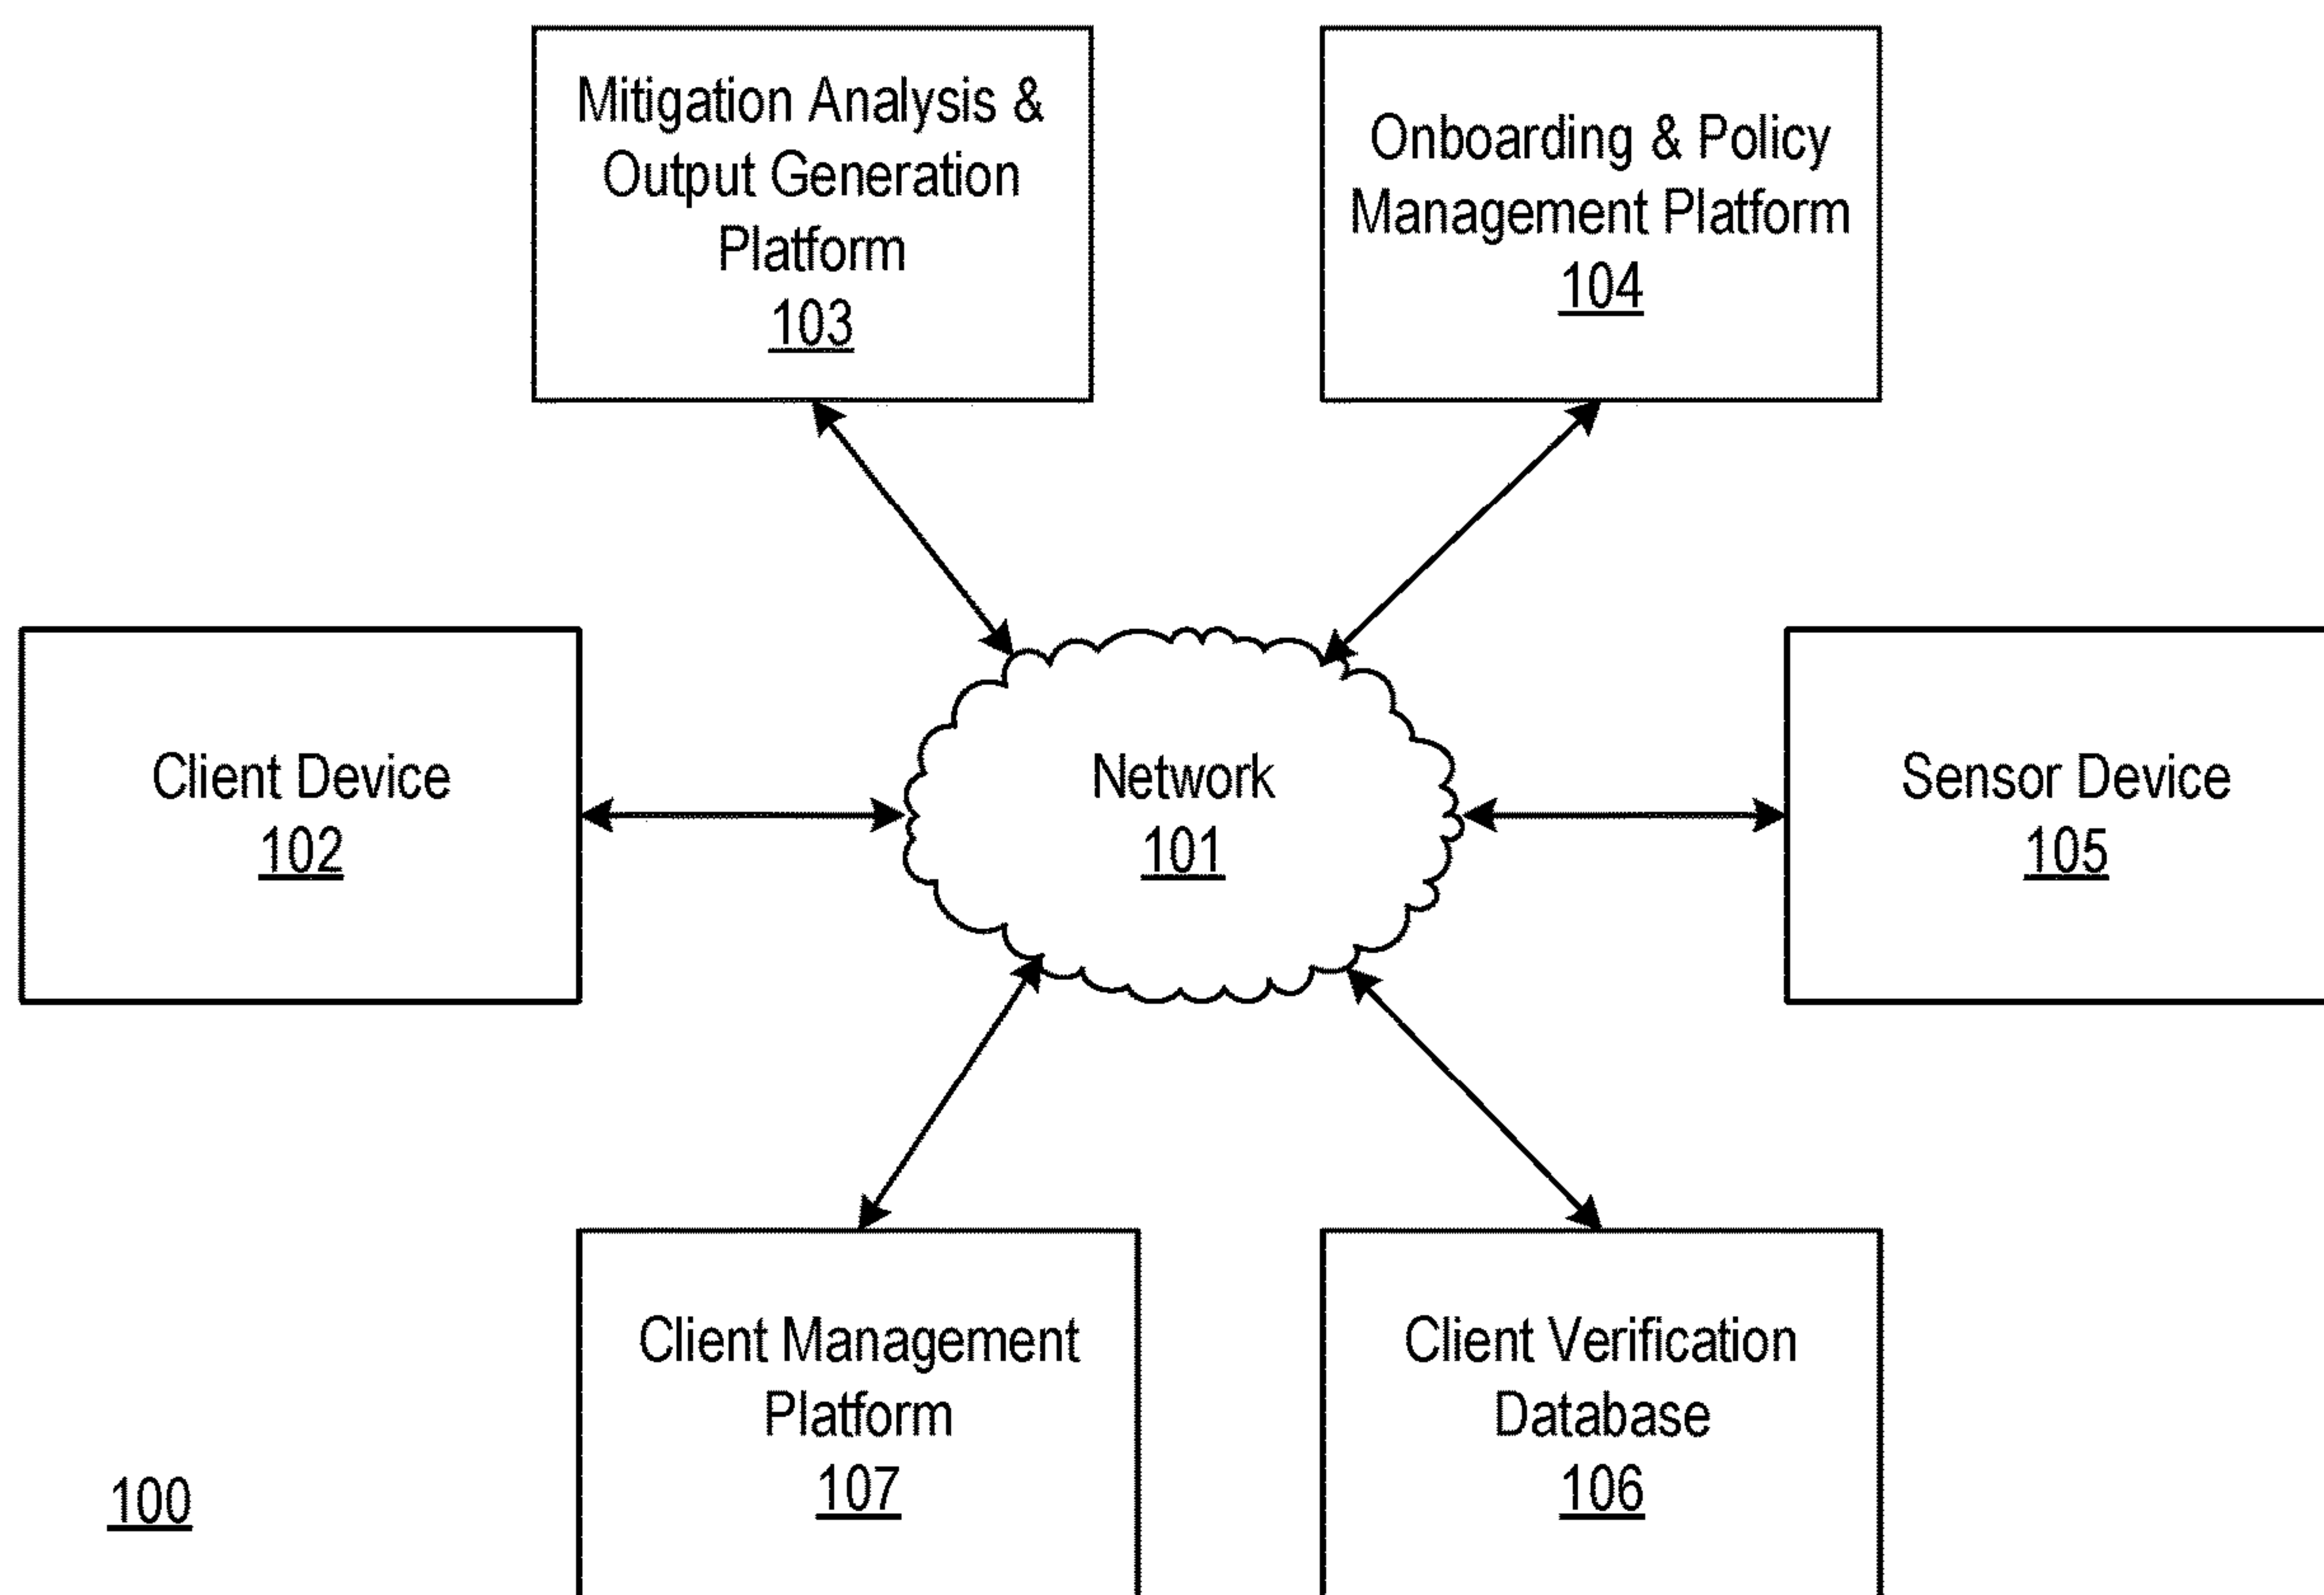 Mitigation Analysis &
Output Generation
Platform
103
Onboarding & Policy
Management Platform
104
Client Device
102
Network
101
Sensor Device
105
Client Management
Platform
107
Client Verification
Database
106
100